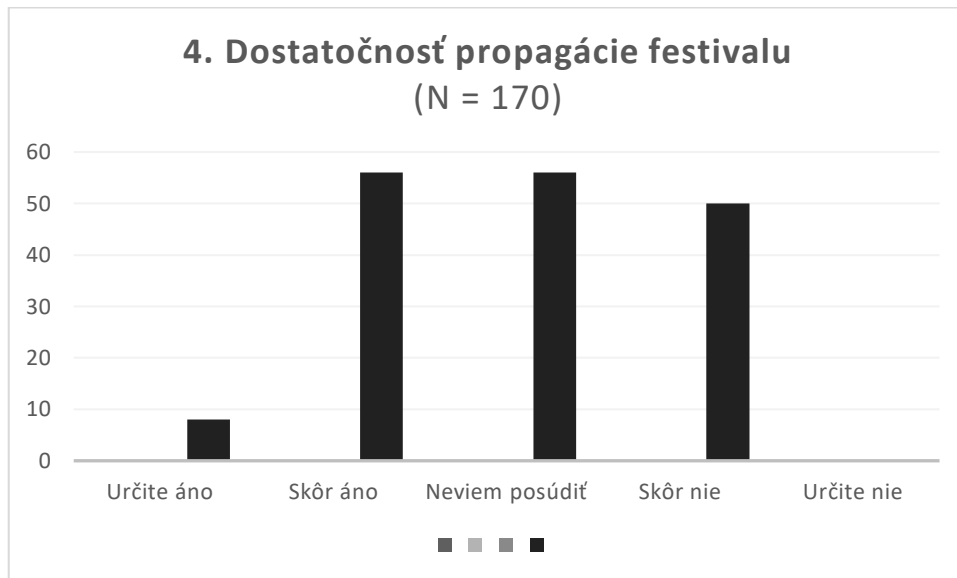 4. Dostatočnosť propagácie festivalu
(N = 170)
60
50
40
30
20
10
0
Určite áno Skôr áno Neviem posúdiť Skôr nie Určite nie